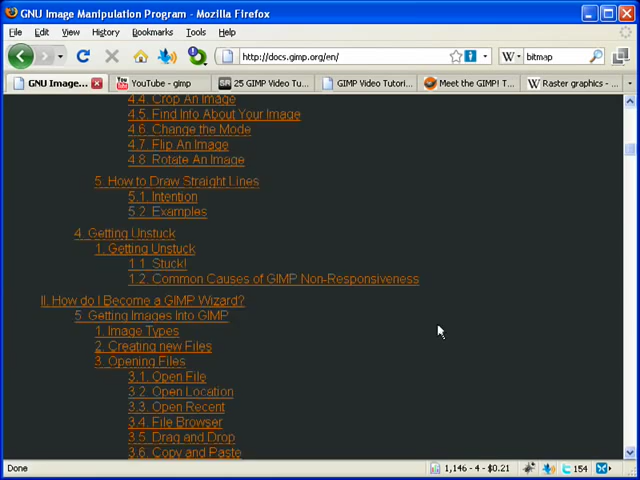 GNU Image Manipulation Program - Mozilla Firefox
File Edit View History Bookmarks Tools Help
http://docs.gimp.org/en/ W bitmap
GNU Image... YouTube - gimp SR 25 GIMP Video Tu... GIMP Video Tutori... Meet the GIMP! T... W Raster graphics - ...
4.4. Crop An Image
4.5. Find Info About Your Image
4.6. Change the Mode
4.7. Flip An Image
4.8. Rotate An Image
5. How to Draw Straight Lines
5.1. Intention
5.2. Examples
4. Getting Unstuck
1. Getting Unstuck
1.1. Stuck!
1.2. Common Causes of GIMP Non-Responsiveness
II. How do I Become a GIMP Wizard?
5. Getting Images Into GIMP
1. Image Types
2. Creating new Files
3. Opening Files
3.1. Open File
3.2. Open Location
3.3. Open Recent
3.4. File Browser
3.5. Drag and Drop
3.6. Copy and Paste
Done 1,146 - 4 - $0.21 154